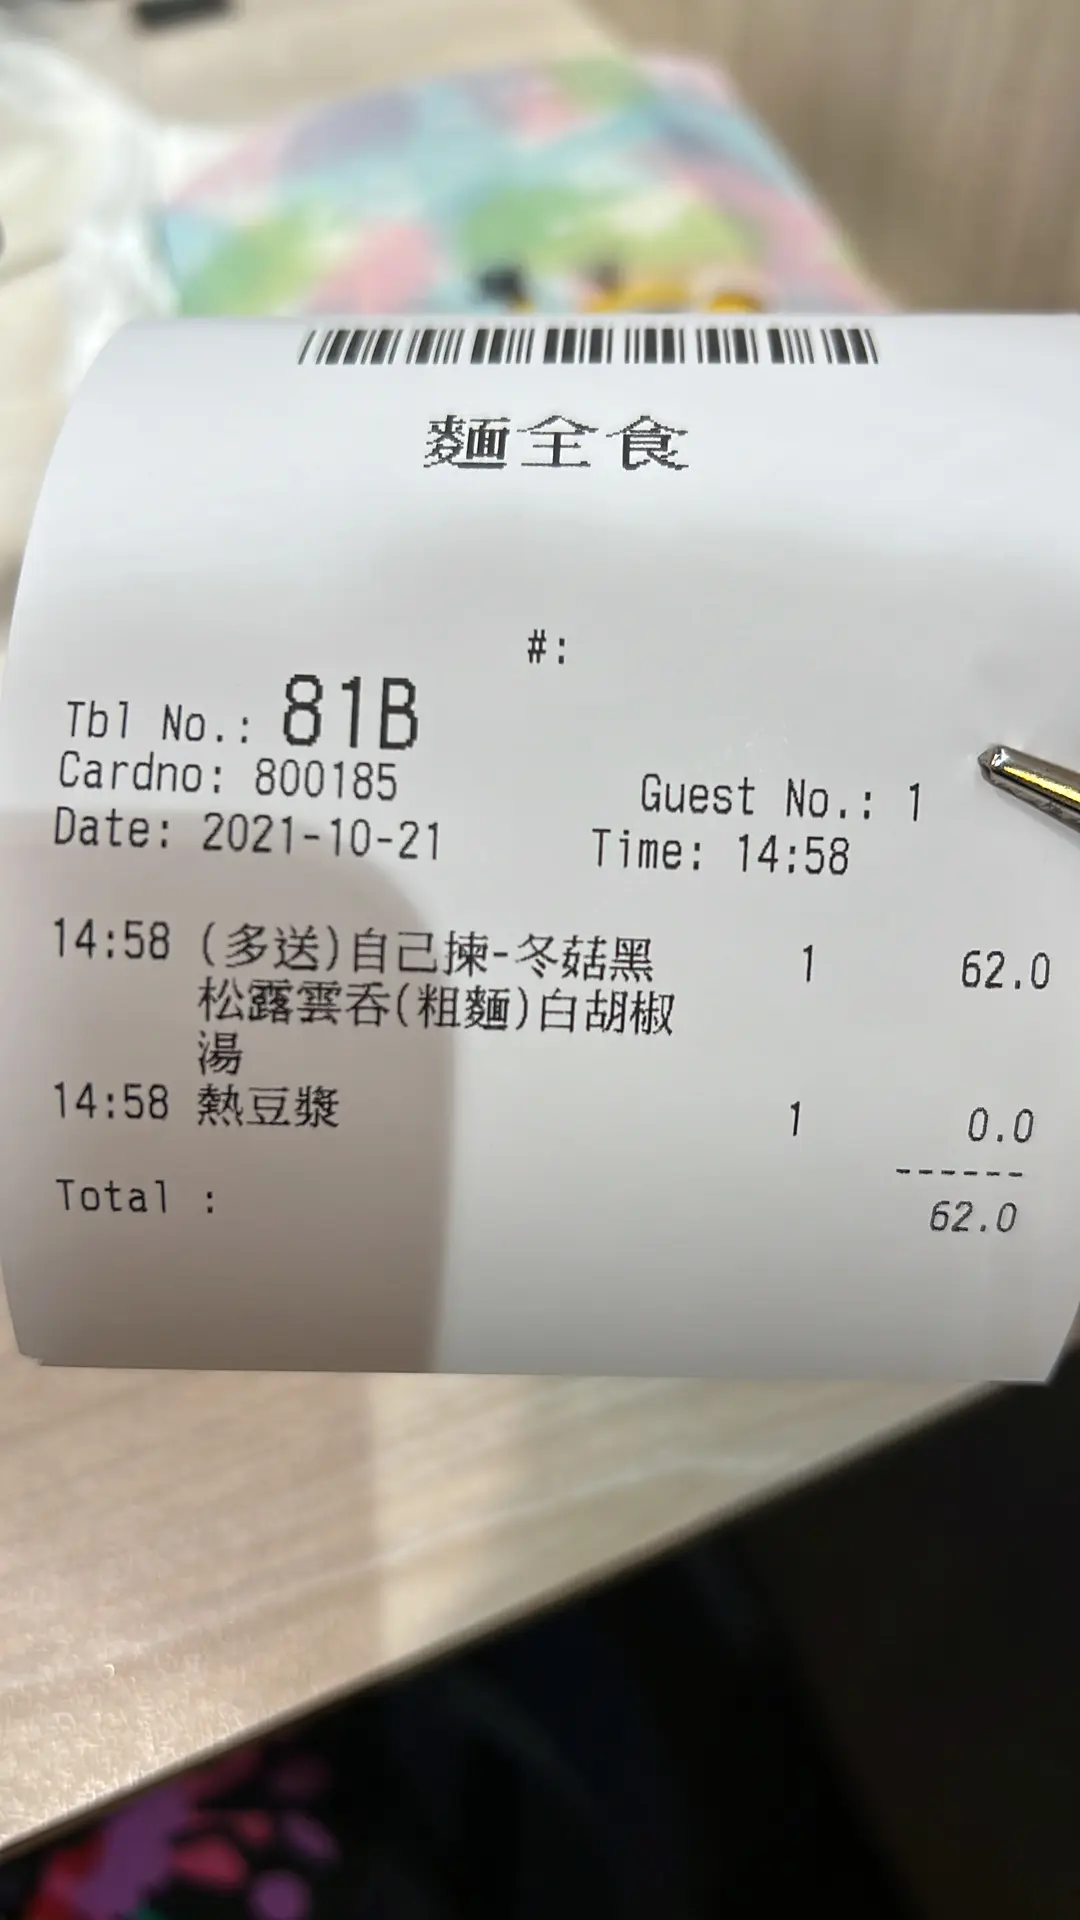 麵全食
#:
Tbl No.: 81B
Cardno: 800185 Guest No.: 1
Date: 2021-10-21 Time: 14:58
14:58 (多送)自己揀-冬菇黑 1 62.0
松露雲吞(粗麵)白胡椒
湯
14:58 熱豆漿 1 0.0
------
Total : 62.0